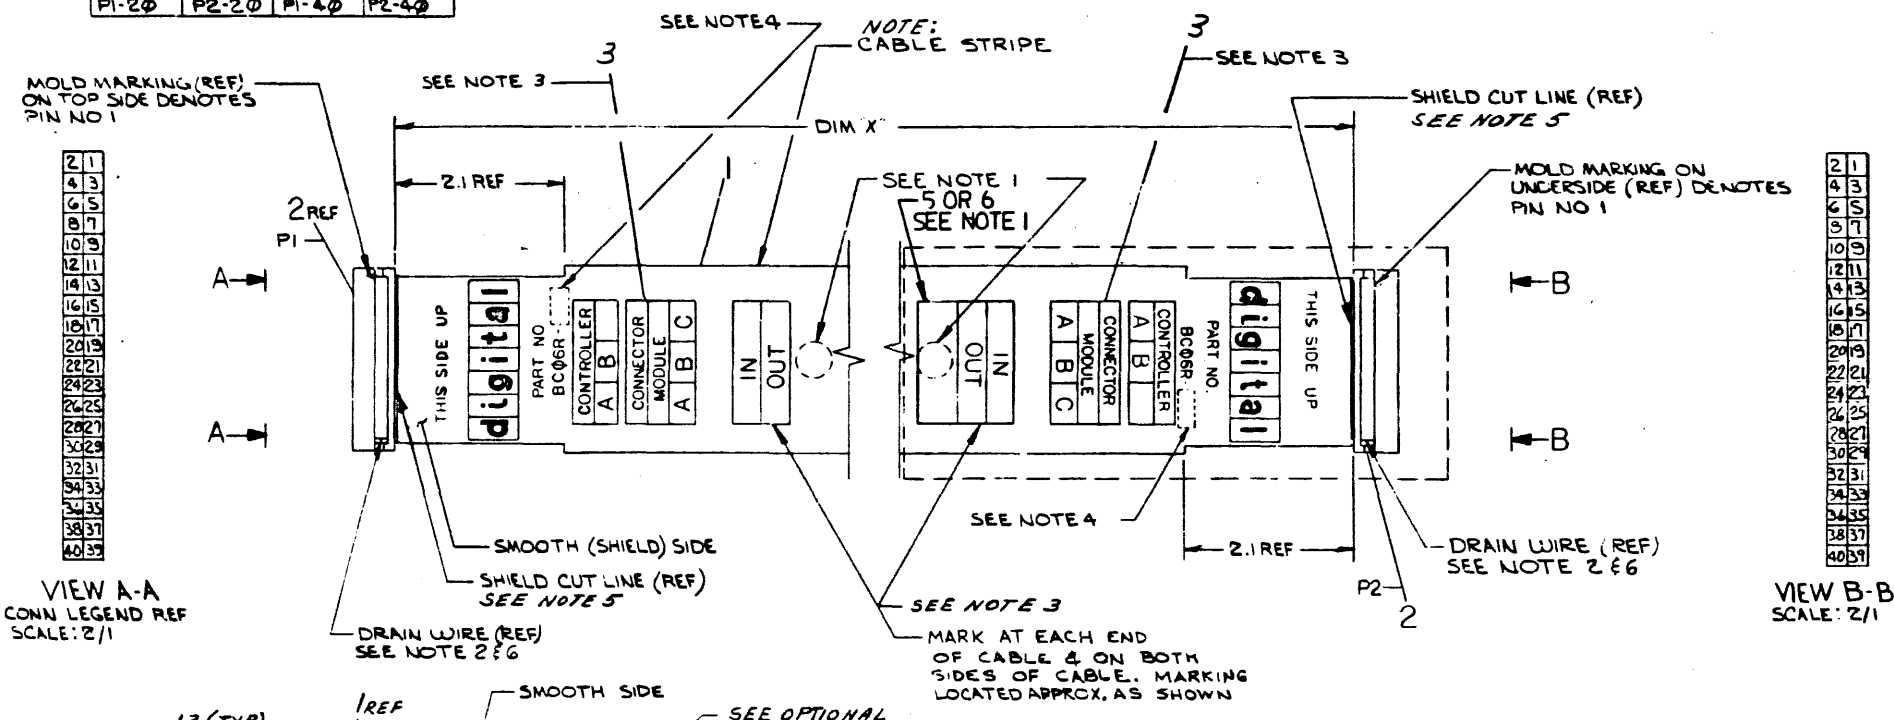 P1-2Ø P2-2Ø P1-4Ø P2-4Ø
SEE NOTE 4
NOTE:
CABLE STRIPE
3
SEE NOTE 3
3
SEE NOTE 3
MOLD MARKING (REF)
ON TOP SIDE DENOTES
PIN NO 1
SHIELD CUT LINE (REF)
SEE NOTE 5
DIM "X"
MOLD MARKING ON
UNDERSIDE (REF) DENOTES
PIN NO 1
2.1 REF
1
SEE NOTE 1
5 OR 6
SEE NOTE 1
2 REF
P1
2 1
4 3
6 5
8 7
10 9
12 11
14 13
16 15
18 17
20 19
22 21
24 23
26 25
28 27
30 29
32 31
34 33
36 35
38 37
40 39
VIEW A-A
CONN LEGEND REF
SCALE: 2/1
A
A
THIS SIDE UP
digital
PART NO
BCØ6R-
CONTROLLER
A B
CONNECTOR
MODULE
A B C
IN
OUT
IN
OUT
CONNECTOR
MODULE
A B C
CONTROLLER
A B
BCØ6R-
PART NO.
digital
THIS SIDE UP
B
B
2 1
4 3
6 5
8 7
10 9
12 11
14 13
16 15
18 17
20 19
22 21
24 23
26 25
28 27
30 29
32 31
34 33
36 35
38 37
40 39
VIEW B-B
SCALE: 2/1
SEE NOTE 4
2.1 REF
SMOOTH (SHIELD) SIDE
SHIELD CUT LINE (REF)
SEE NOTE 5
DRAIN WIRE (REF)
SEE NOTE 2 & 6
P2
2
DRAIN WIRE (REF)
SEE NOTE 2 & 6
SEE NOTE 3
MARK AT EACH END
OF CABLE & ON BOTH
SIDES OF CABLE. MARKING
LOCATED APPROX. AS SHOWN
1 REF
SMOOTH SIDE
SEE OPTIONAL